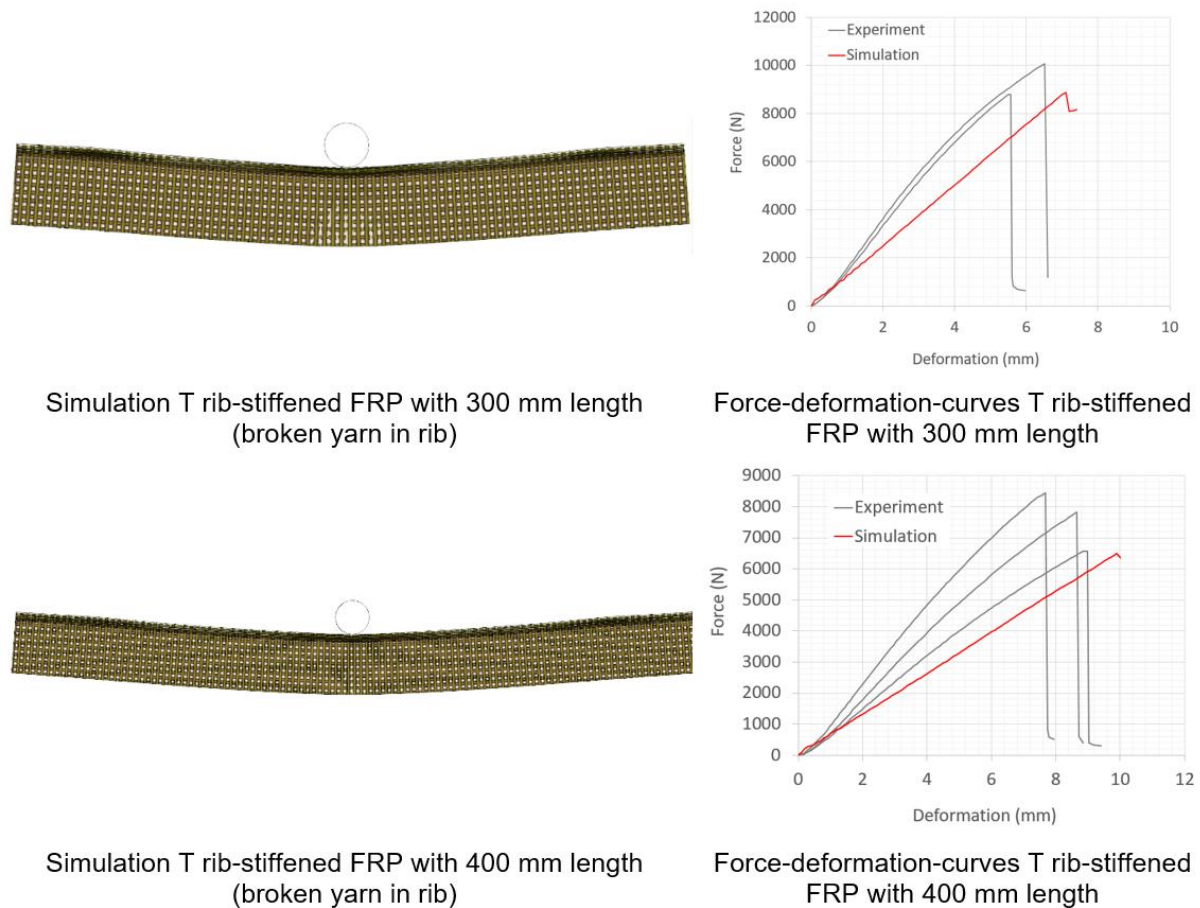 12000
10000
8000
6000
4000
2000
0
Force (N)
Experiment
Simulation
0 2 4 6 8 10
Deformation (mm)
Simulation T rib-stiffened FRP with 300 mm length
(broken yarn in rib)
Force-deformation-curves T rib-stiffened
FRP with 300 mm length
9000
8000
7000
6000
5000
4000
3000
2000
1000
0
Force (N)
Experiment
Simulation
0 2 4 6 8 10 12
Deformation (mm)
Simulation T rib-stiffened FRP with 400 mm length
(broken yarn in rib)
Force-deformation-curves T rib-stiffened
FRP with 400 mm length